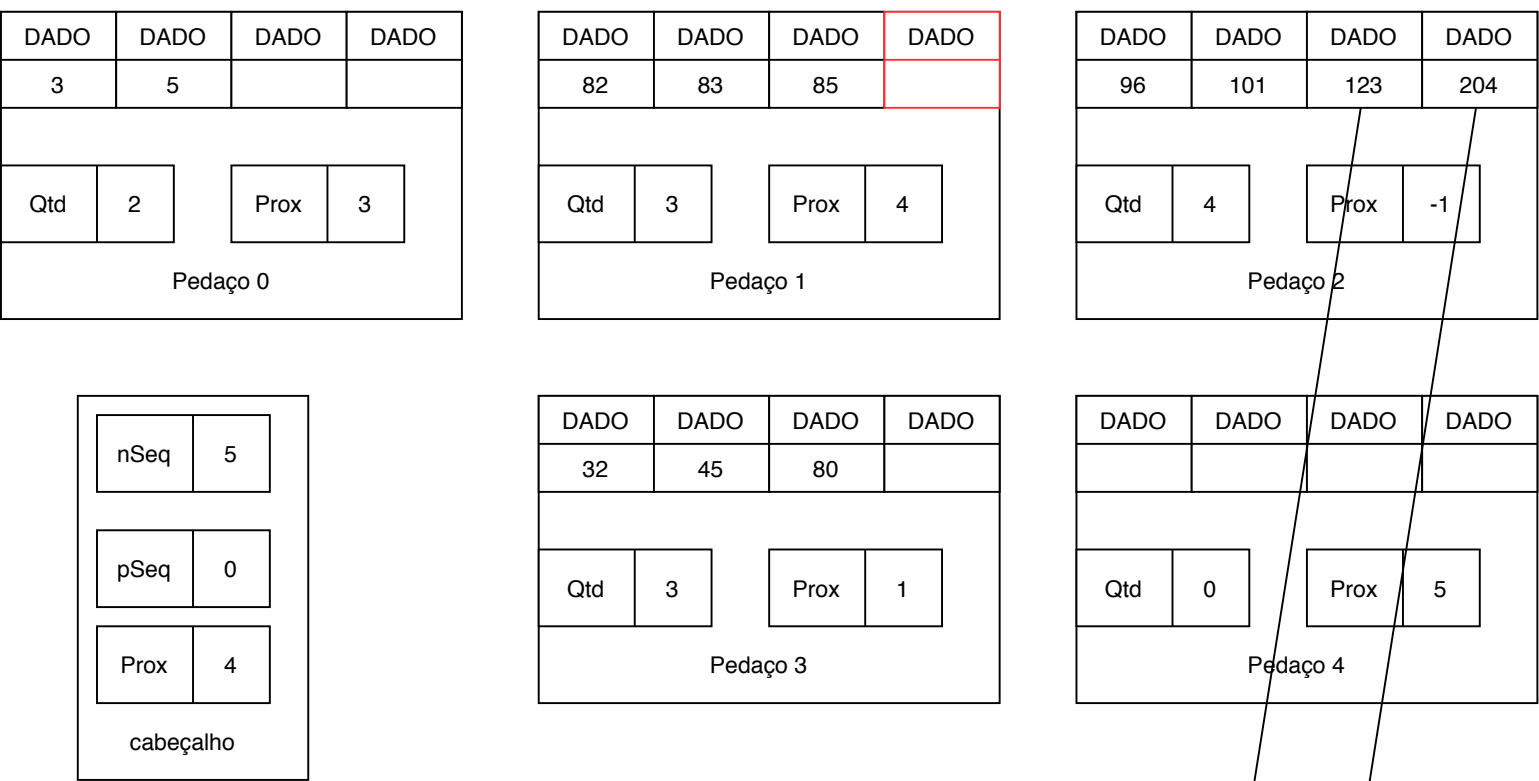 DADO DADO DADO DADO
3 5
Qtd 2 Prox 3
Pedaço 0
DADO DADO DADO DADO
82 83 85
Qtd 3 Prox 4
Pedaço 1
DADO DADO DADO DADO
96 101 123 204
Qtd 4 Prox -1
Pedaço 2
nSeq 5
pSeq 0
Prox 4
cabeçalho
DADO DADO DADO DADO
32 45 80
Qtd 3 Prox 1
Pedaço 3
DADO DADO DADO DADO
Qtd 0 Prox 5
Pedaço 4